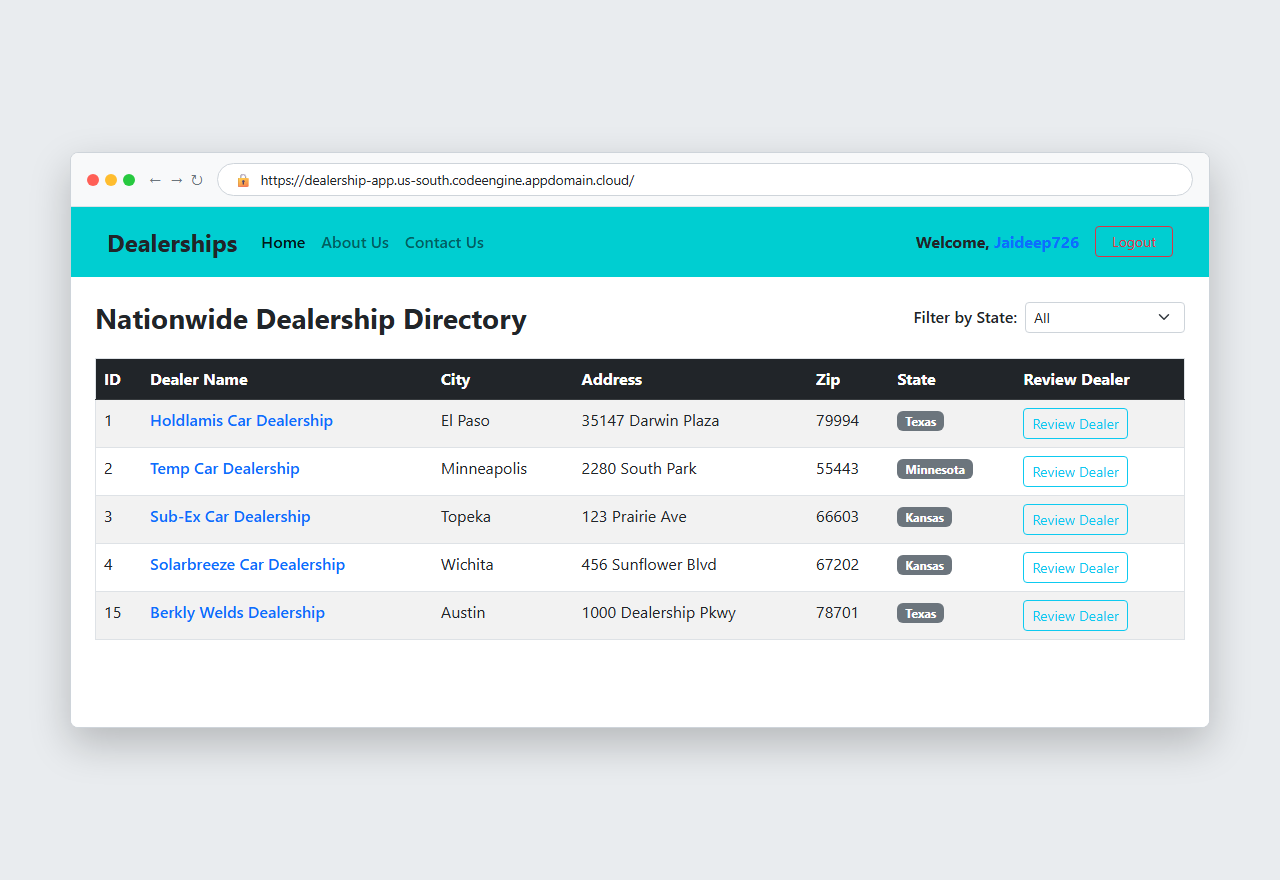 https://dealership-app.us-south.codeengine.appdomain.cloud/
Dealerships Home About Us Contact Us Welcome, Jaideep726 Logout
Nationwide Dealership Directory Filter by State: All
ID Dealer Name City Address Zip State Review Dealer
1 Holdlamis Car Dealership El Paso 35147 Darwin Plaza 79994 Texas Review Dealer
2 Temp Car Dealership Minneapolis 2280 South Park 55443 Minnesota Review Dealer
3 Sub-Ex Car Dealership Topeka 123 Prairie Ave 66603 Kansas Review Dealer
4 Solarbreeze Car Dealership Wichita 456 Sunflower Blvd 67202 Kansas Review Dealer
15 Berkly Welds Dealership Austin 1000 Dealership Pkwy 78701 Texas Review Dealer